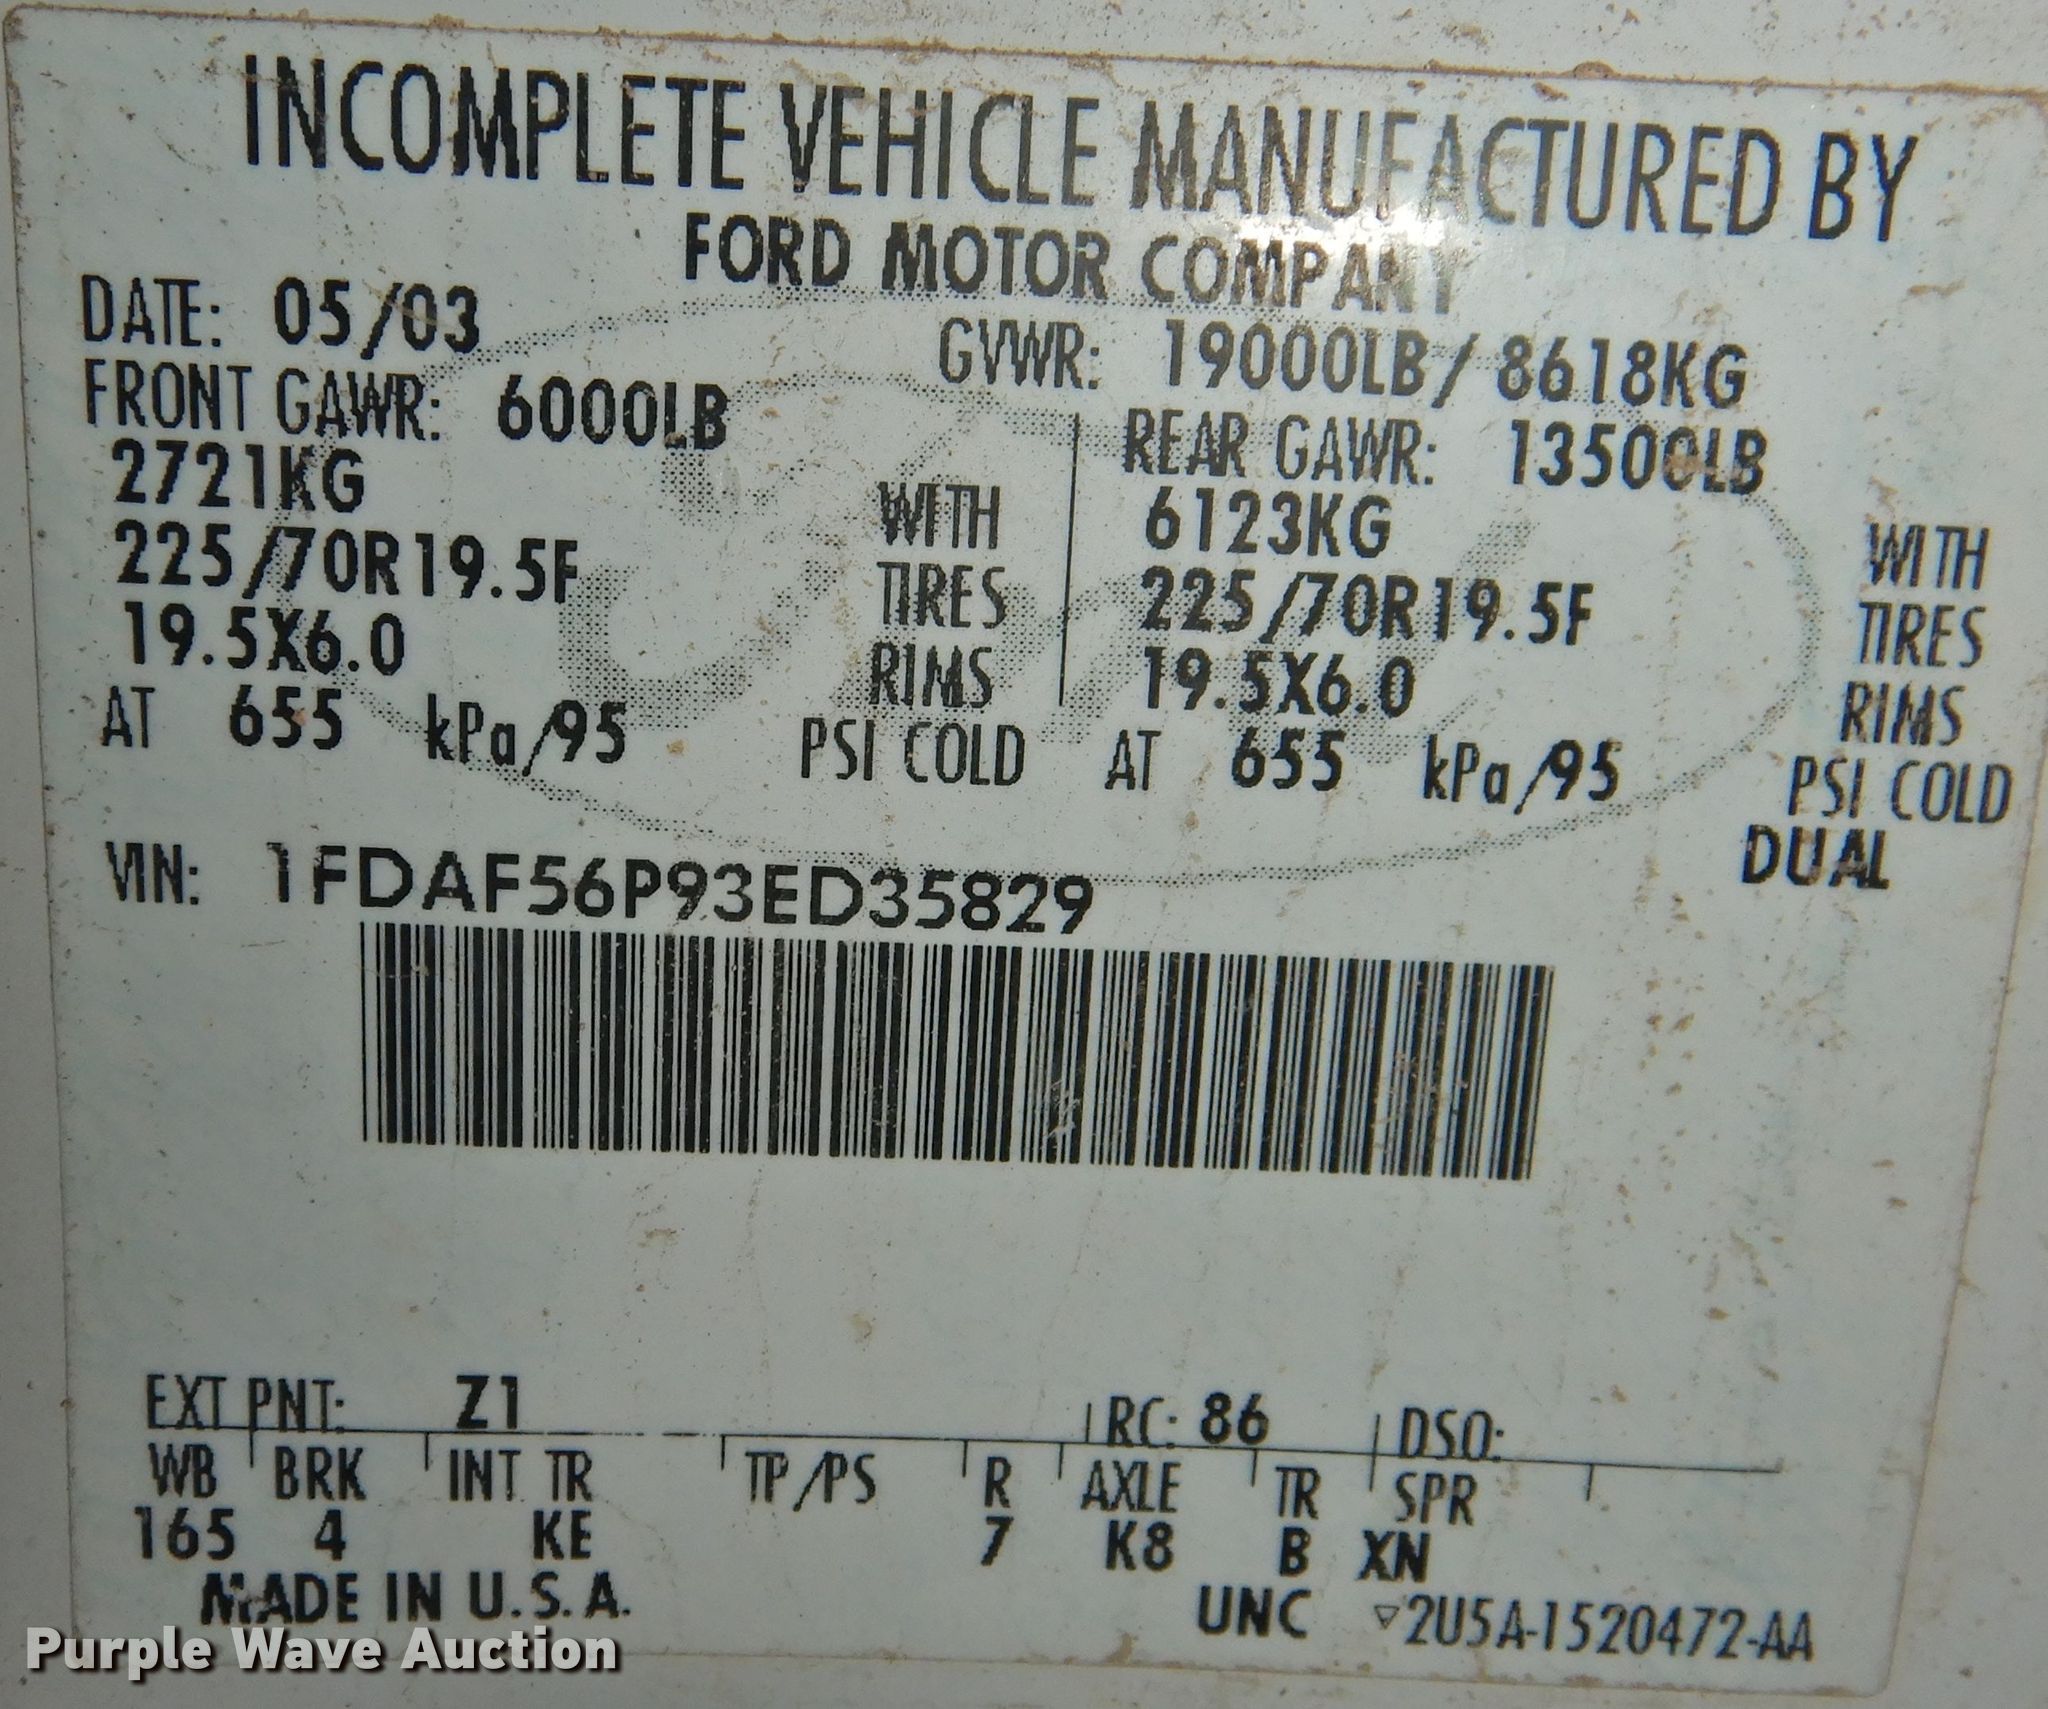 INCOMPLETE VEHICLE MANUFACTURED BY
FORD MOTOR COMPANY
DATE: 05/03 GVWR: 19000LB/ 8618KG
FRONT GAWR: 6000LB REAR GAWR: 13500LB
2721KG WITH 6123KG WITH
225/70R19.5F TIRES 225/70R19.5F TIRES
19.5X6.0 RIMS 19.5X6.0 RIMS
AT 655 kPa/95 PSI COLD AT 655 kPa/95 PSI COLD
DUAL
VIN: 1FDAF56P93ED35829
EXT PNT: Z1 RC: 86 DSO:
WB BRK INT TR TP/PS R AXLE TR SPR
165 4 KE 7 K8 B XN
MADE IN U.S.A. UNC ▽2U5A-1520472-AA
Purple Wave Auction